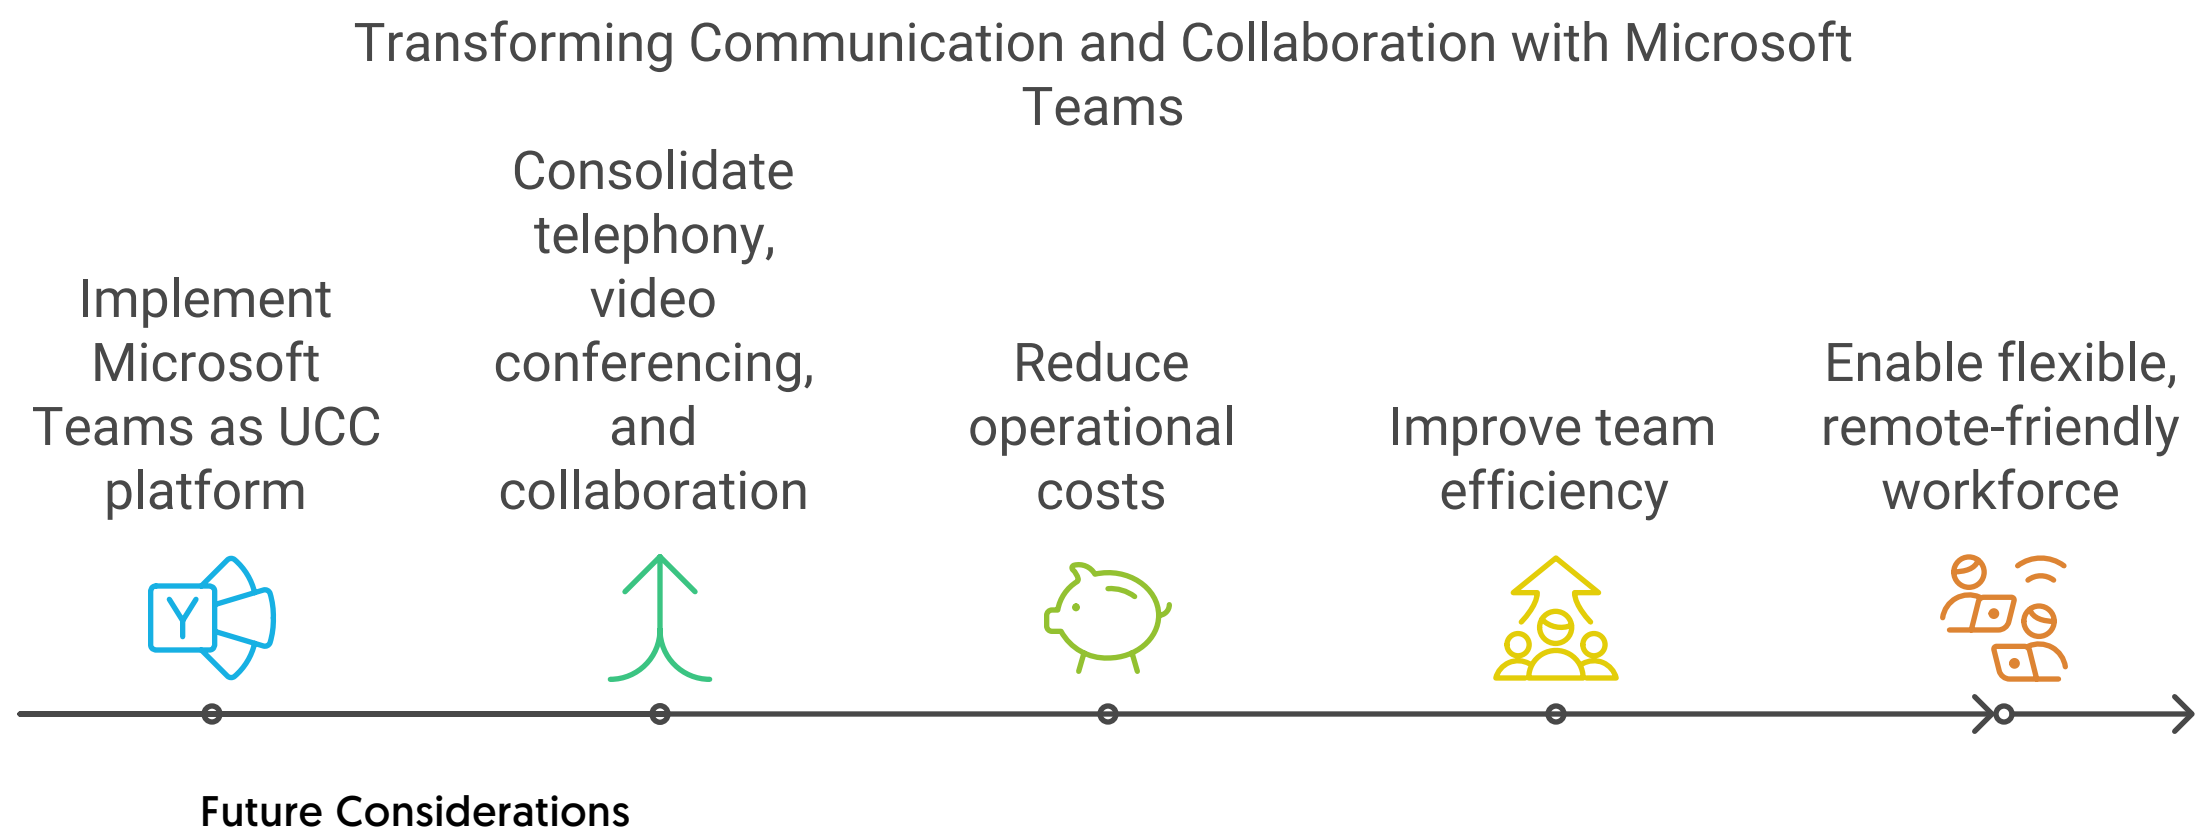 Transforming Communication and Collaboration with Microsoft
Teams
Implement
Microsoft
Teams as UCC
platform
Consolidate
telephony,
video
conferencing,
and
collaboration
Reduce
operational
costs
Improve team
efficiency
Enable flexible,
remote-friendly
workforce
Y
Future Considerations